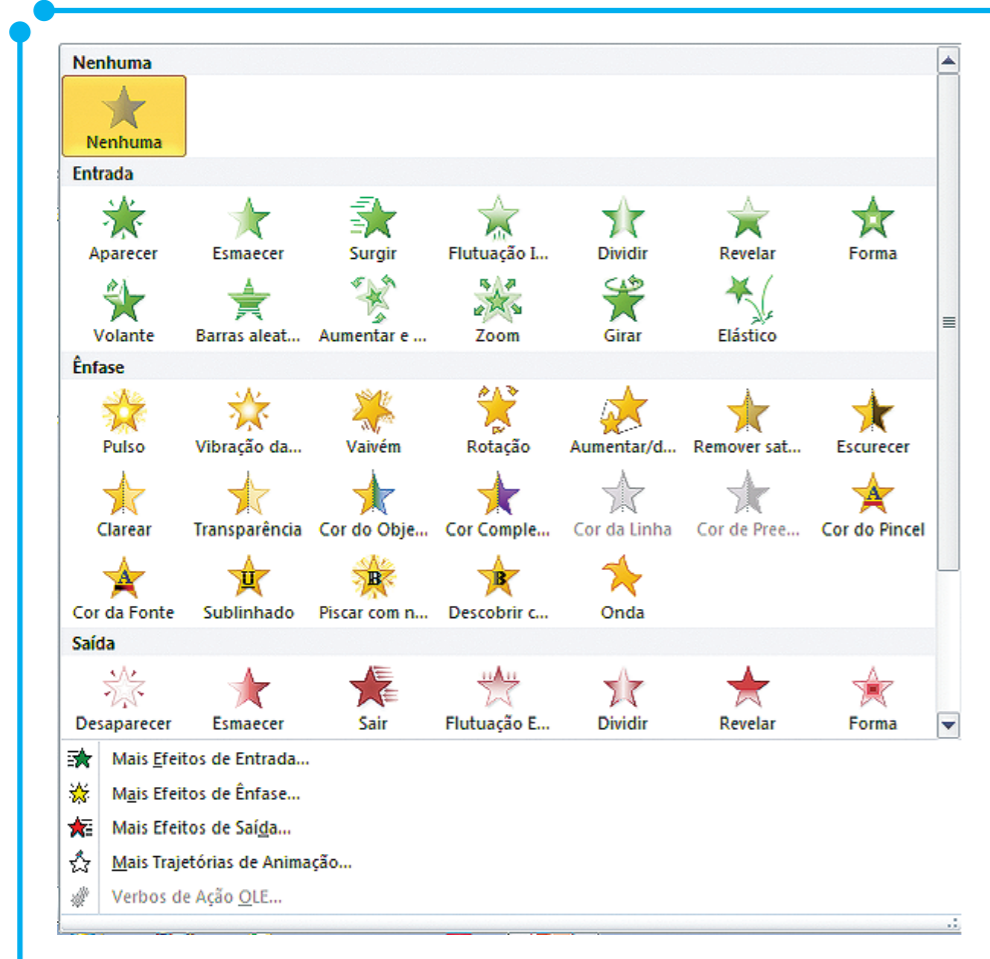 Nenhuma
Nenhuma
Entrada
Aparecer Esmaecer Surgir Flutuação I... Dividir Revelar Forma
Volante Barras aleat... Aumentar e ... Zoom Girar Elástico
Ênfase
Pulso Vibração da... Vaivém Rotação Aumentar/d... Remover sat... Escurecer
Clarear Transparência Cor do Obje... Cor Comple... Cor da Linha Cor de Pree... Cor do Pincel
Cor da Fonte Sublinhado Piscar com n... Descobrir c... Onda
Saída
Desaparecer Esmaecer Sair Flutuação E... Dividir Revelar Forma
Mais Efeitos de Entrada...
Mais Efeitos de Ênfase...
Mais Efeitos de Saída...
Mais Trajetórias de Animação...
Verbos de Ação OLE...